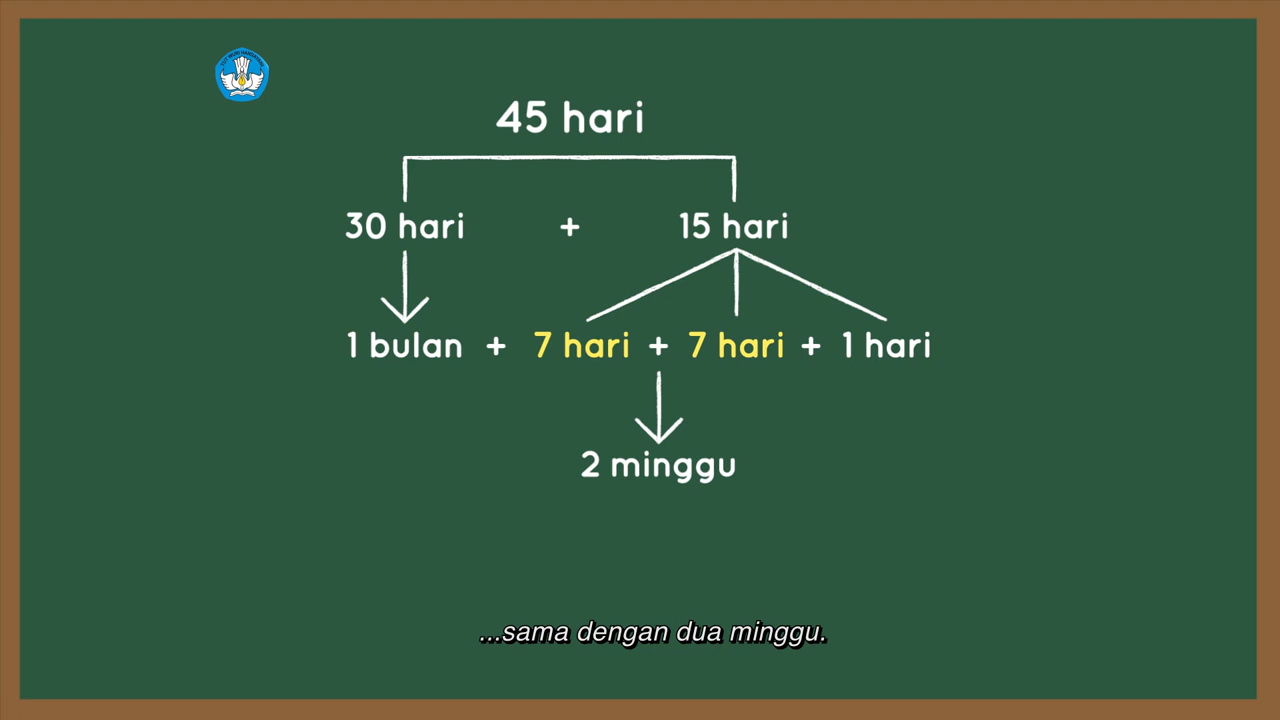 45 hari
30 hari + 15 hari
1 bulan + 7 hari + 7 hari + 1 hari
2 minggu
...sama dengan dua minggu.